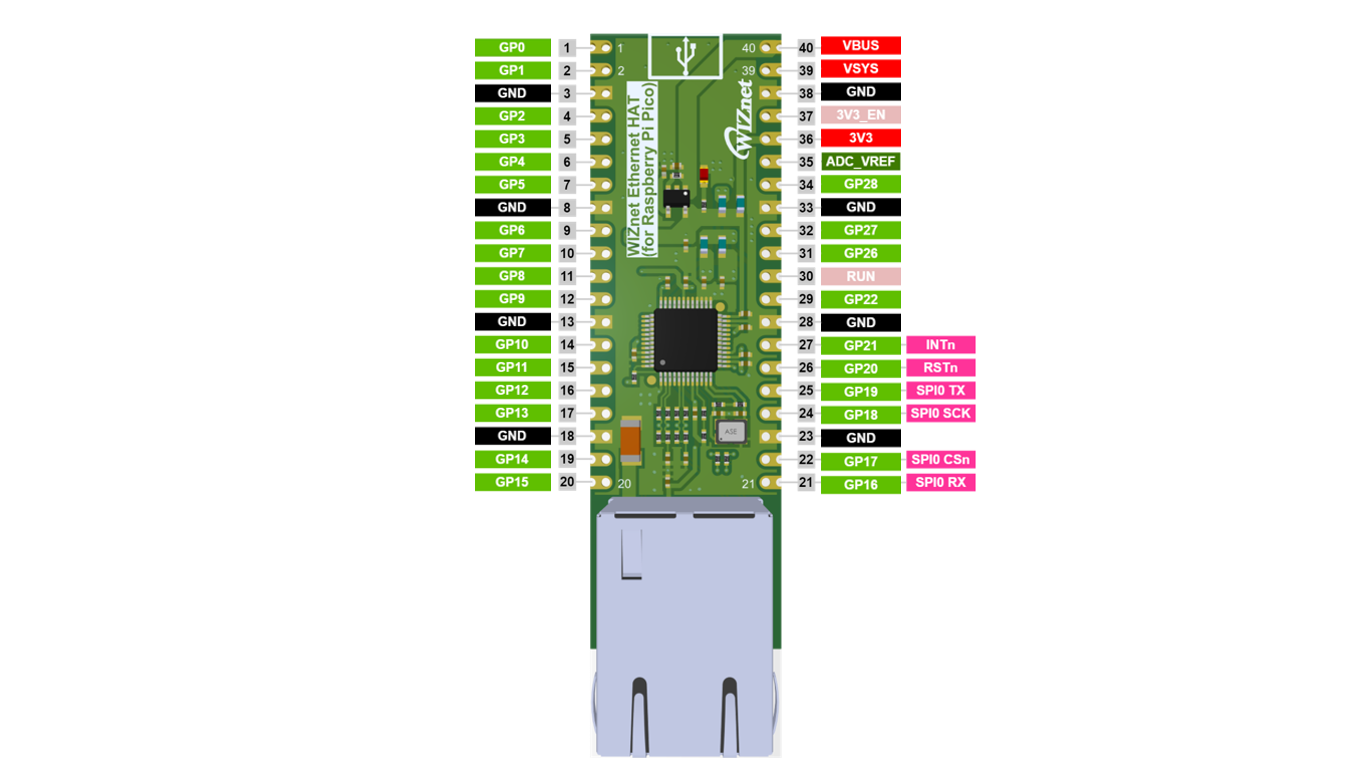 GP0 1 1 40 40 VBUS
GP1 2 2 39 39 VSYS
GND 3 38 GND
GP2 4 37 3V3_EN
GP3 5 36 3V3
GP4 6 35 ADC_VREF
GP5 7 34 GP28
GND 8 33 GND
GP6 9 32 GP27
GP7 10 31 GP26
GP8 11 30 RUN
GP9 12 29 GP22
GND 13 28 GND
GP10 14 27 GP21 INTn
GP11 15 26 GP20 RSTn
GP12 16 25 GP19 SPI0 TX
GP13 17 24 GP18 SPI0 SCK
GND 18 23 GND
GP14 19 22 GP17 SPI0 CSn
GP15 20 20 21 21 GP16 SPI0 RX
WIZnet Ethernet HAT
(for Raspberry Pi Pico)
WIZnet
ASE